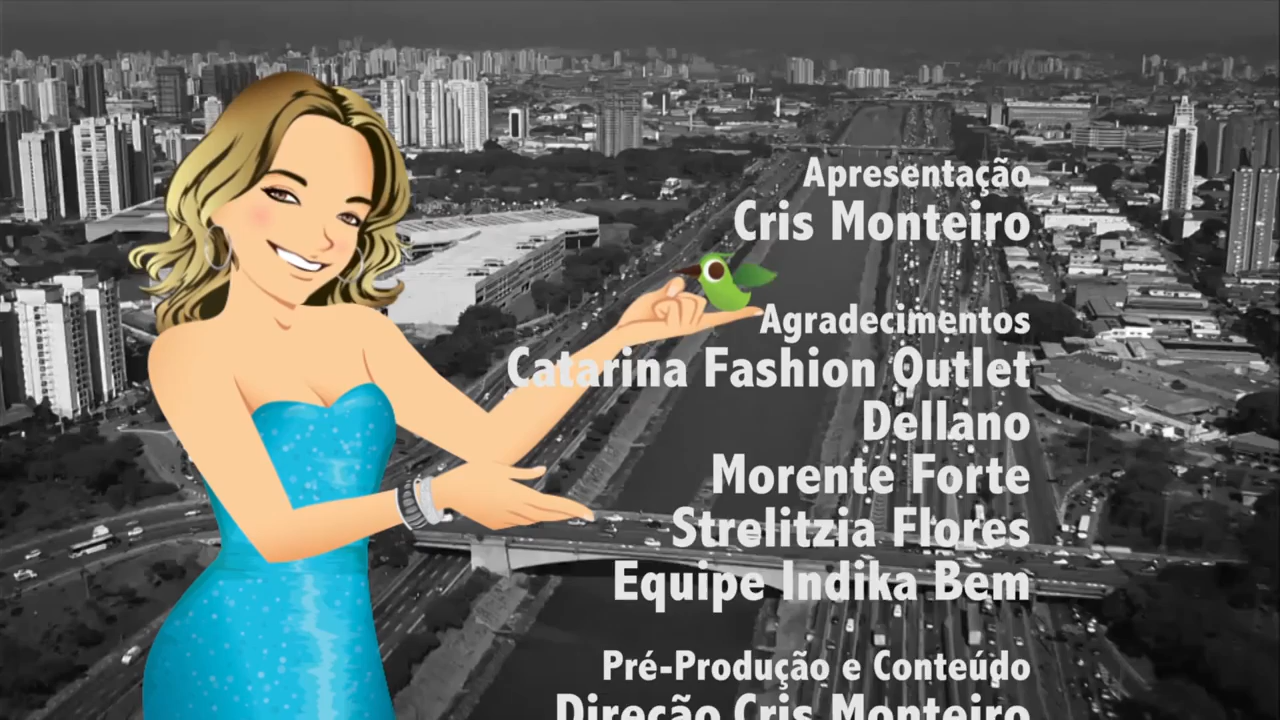 Apresentação
Cris Monteiro
Agradecimentos
Catarina Fashion Outlet
Dellano
Morente Forte
Strelitzia Flores
Equipe Indika Bem
Pré-Produção e Conteúdo
Direção Cris Monteiro